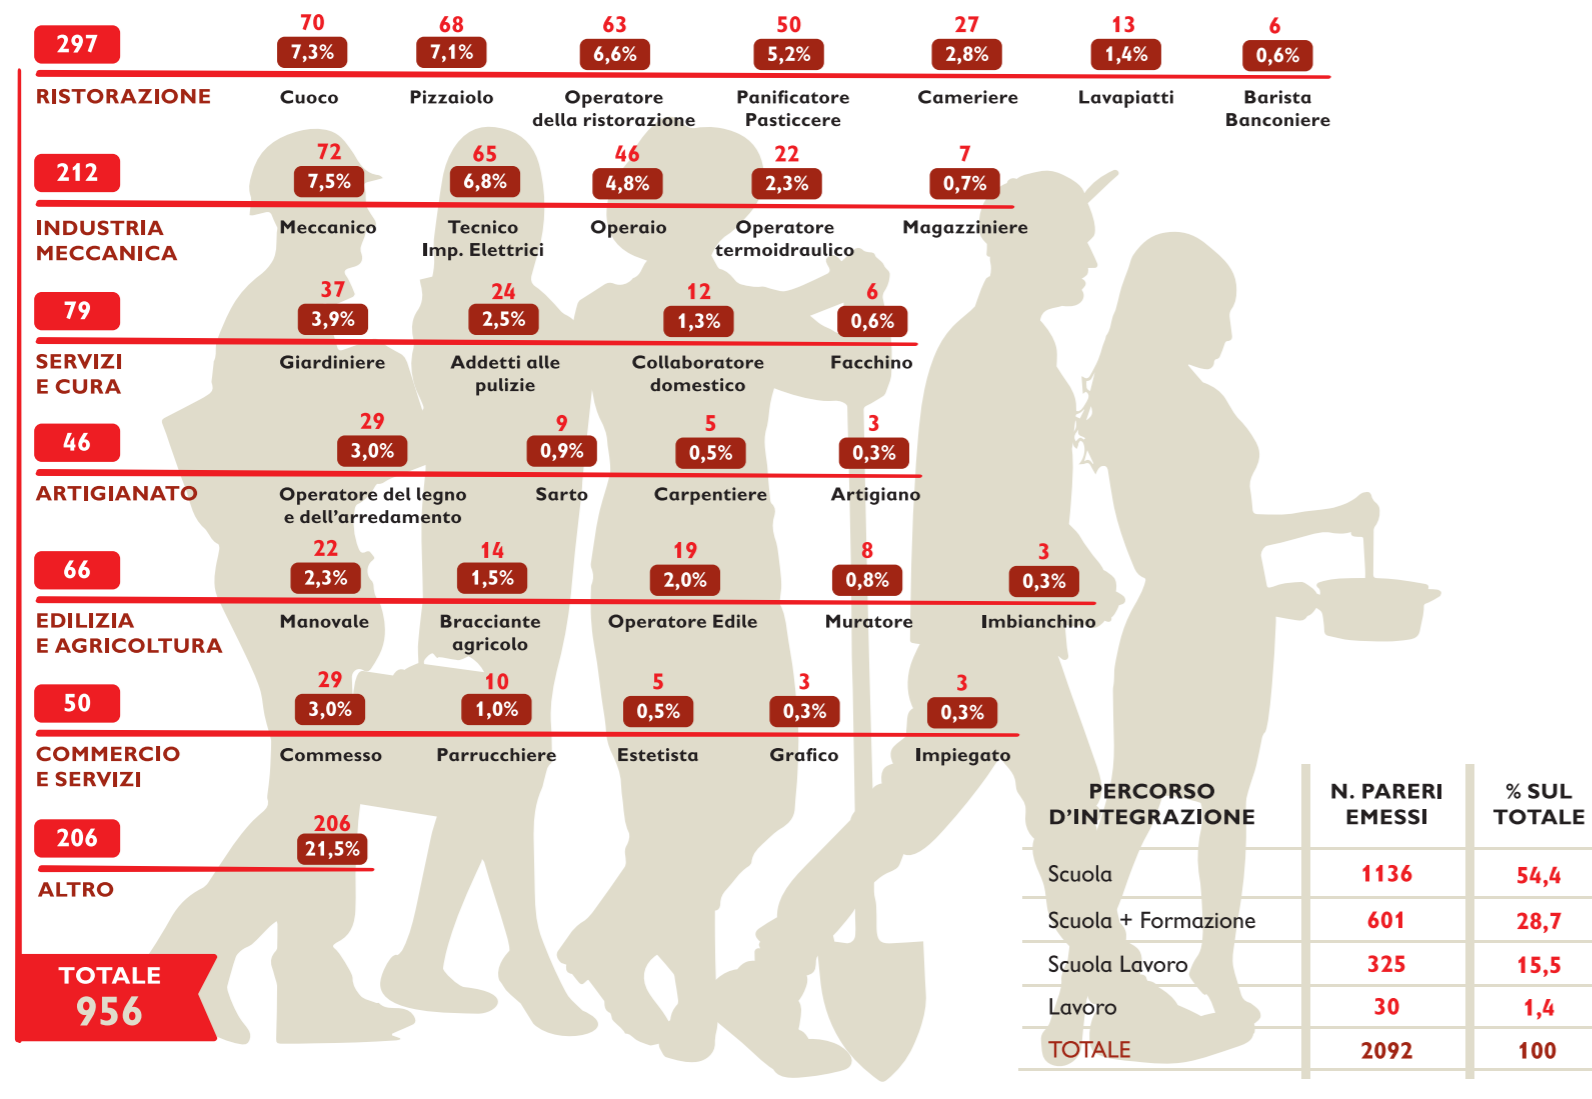 297
70 68 63 50 27 13 6
7,3% 7,1% 6,6% 5,2% 2,8% 1,4% 0,6%
RISTORAZIONE Cuoco Pizzaiolo Operatore Panificatore Cameriere Lavapiatti Barista
della ristorazione Pasticcere Banconiere
212
72 65 46 22 7
7,5% 6,8% 4,8% 2,3% 0,7%
INDUSTRIA Meccanico Tecnico Operaio Operatore Magazziniere
MECCANICA Imp. Elettrici termoidraulico
79
37 24 12 6
3,9% 2,5% 1,3% 0,6%
SERVIZI Giardiniere Addetti alle Collaboratore Facchino
E CURA pulizie domestico
46
29 9 5 3
3,0% 0,9% 0,5% 0,3%
ARTIGIANATO Operatore del legno Sarto Carpentiere Artigiano
e dell'arredamento
66
22 14 19 8 3
2,3% 1,5% 2,0% 0,8% 0,3%
EDILIZIA Manovale Bracciante Operatore Edile Muratore Imbianchino
E AGRICOLTURA agricolo
50
29 10 5 3 3
3,0% 1,0% 0,5% 0,3% 0,3%
COMMERCIO Commesso Parrucchiere Estetista Grafico Impiegato
E SERVIZI
206
206
21,5%
ALTRO
TOTALE
956
PERCORSO N. PARERI % SUL
D'INTEGRAZIONE EMESSI TOTALE
Scuola 1136 54,4
Scuola + Formazione 601 28,7
Scuola Lavoro 325 15,5
Lavoro 30 1,4
TOTALE 2092 100